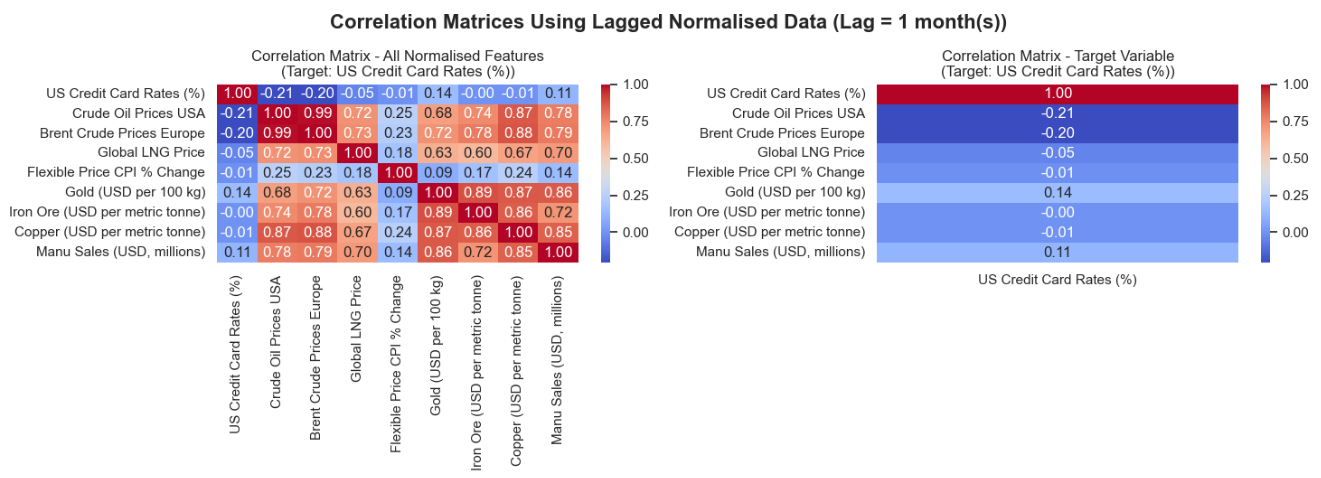 Correlation Matrices Using Lagged Normalised Data (Lag = 1 month(s))
Correlation Matrix - All Normalised Features
(Target: US Credit Card Rates (%))
US Credit Card Rates (%) 1.00 -0.21 -0.20 -0.05 -0.01 0.14 -0.00 -0.01 0.11
Crude Oil Prices USA -0.21 1.00 0.99 0.72 0.25 0.68 0.74 0.87 0.78
Brent Crude Prices Europe -0.20 0.99 1.00 0.73 0.23 0.72 0.78 0.88 0.79
Global LNG Price -0.05 0.72 0.73 1.00 0.18 0.63 0.60 0.67 0.70
Flexible Price CPI % Change -0.01 0.25 0.23 0.18 1.00 0.09 0.17 0.24 0.14
Gold (USD per 100 kg) 0.14 0.68 0.72 0.63 0.09 1.00 0.89 0.87 0.86
Iron Ore (USD per metric tonne) -0.00 0.74 0.78 0.60 0.17 0.89 1.00 0.86 0.72
Copper (USD per metric tonne) -0.01 0.87 0.88 0.67 0.24 0.87 0.86 1.00 0.85
Manu Sales (USD, millions) 0.11 0.78 0.79 0.70 0.14 0.86 0.72 0.85 1.00
US Credit Card Rates (%)
Crude Oil Prices USA
Brent Crude Prices Europe
Global LNG Price
Flexible Price CPI % Change
Gold (USD per 100 kg)
Iron Ore (USD per metric tonne)
Copper (USD per metric tonne)
Manu Sales (USD, millions)
1.00
0.75
0.50
0.25
0.00
Correlation Matrix - Target Variable
(Target: US Credit Card Rates (%))
US Credit Card Rates (%) 1.00
Crude Oil Prices USA -0.21
Brent Crude Prices Europe -0.20
Global LNG Price -0.05
Flexible Price CPI % Change -0.01
Gold (USD per 100 kg) 0.14
Iron Ore (USD per metric tonne) -0.00
Copper (USD per metric tonne) -0.01
Manu Sales (USD, millions) 0.11
US Credit Card Rates (%)
1.00
0.75
0.50
0.25
0.00